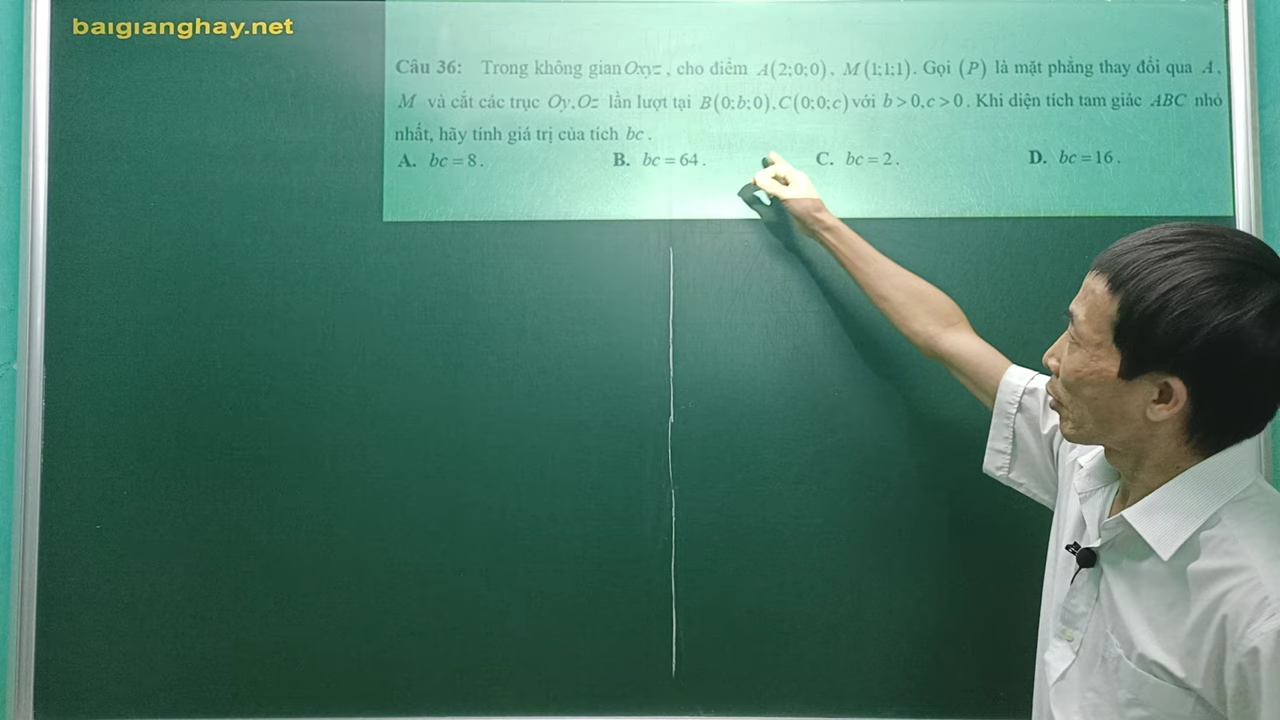 baigianghay.net
Câu 36: Trong không gian Oxyz, cho điểm A(2;0;0), M(1;1;1). Gọi (P) là mặt phẳng thay đổi qua A,
M và cắt các trục Oy,Oz lần lượt tại B(0;b;0),C(0;0;c) với b>0,c>0. Khi diện tích tam giác ABC nhỏ
nhất, hãy tính giá trị của tích bc.
A. bc=8. B. bc=64. C. bc=2. D. bc=16.